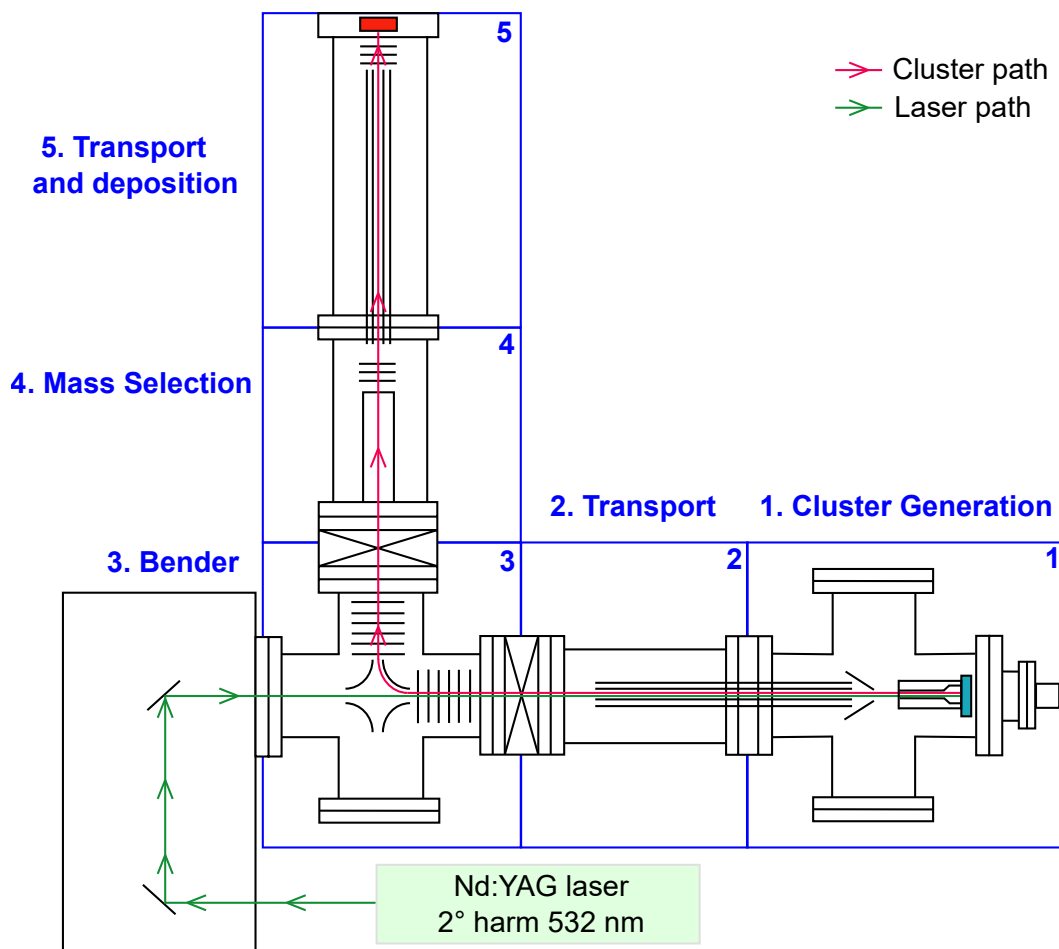 5
Cluster path
Laser path
5. Transport
and deposition
4
4. Mass Selection
2. Transport
1. Cluster Generation
3. Bender
3
2
1
Nd:YAG laser
2° harm 532 nm